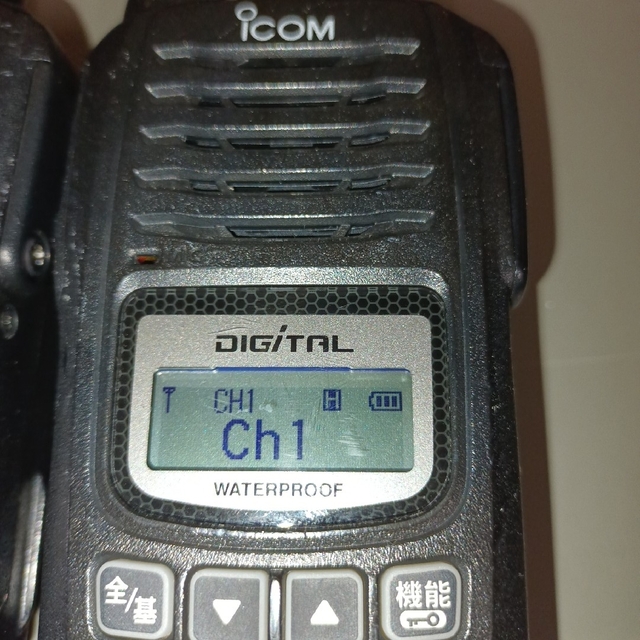 ICOM
DIGITAL
CH1
Ch1
WATERPROOF
全/基
機能